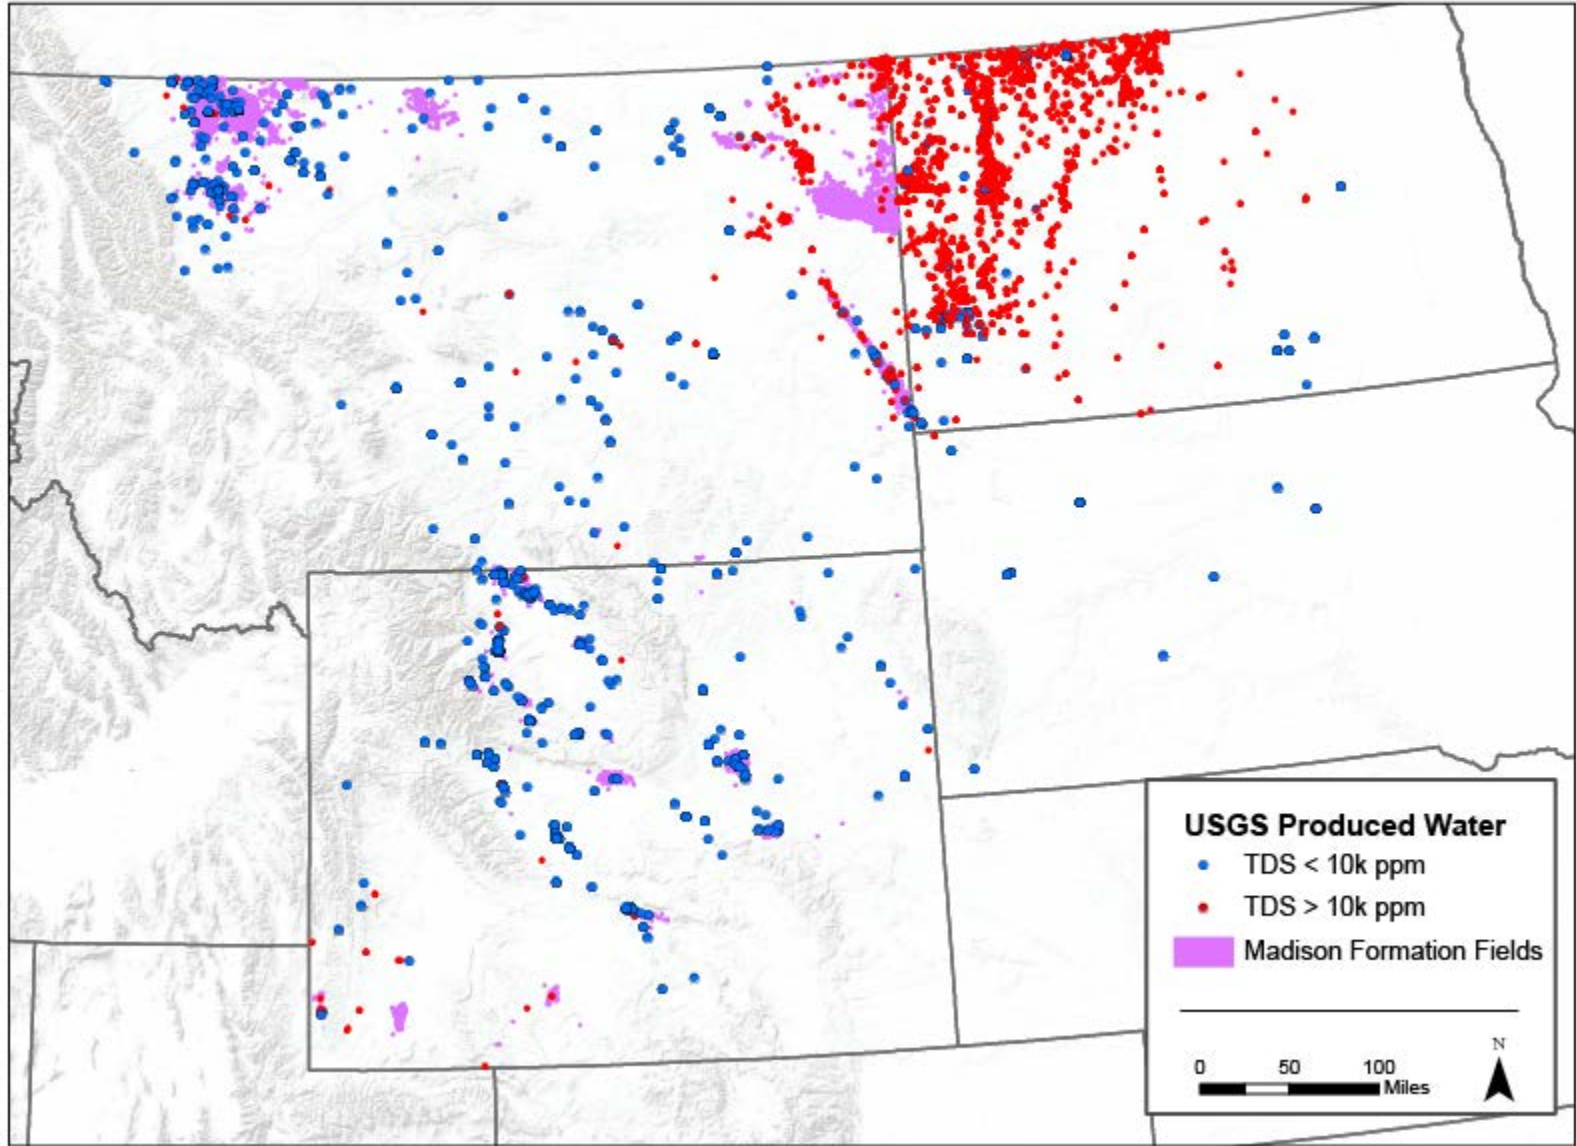 USGS Produced Water
TDS < 10k ppm
TDS > 10k ppm
Madison Formation Fields
N
0 50 100
Miles